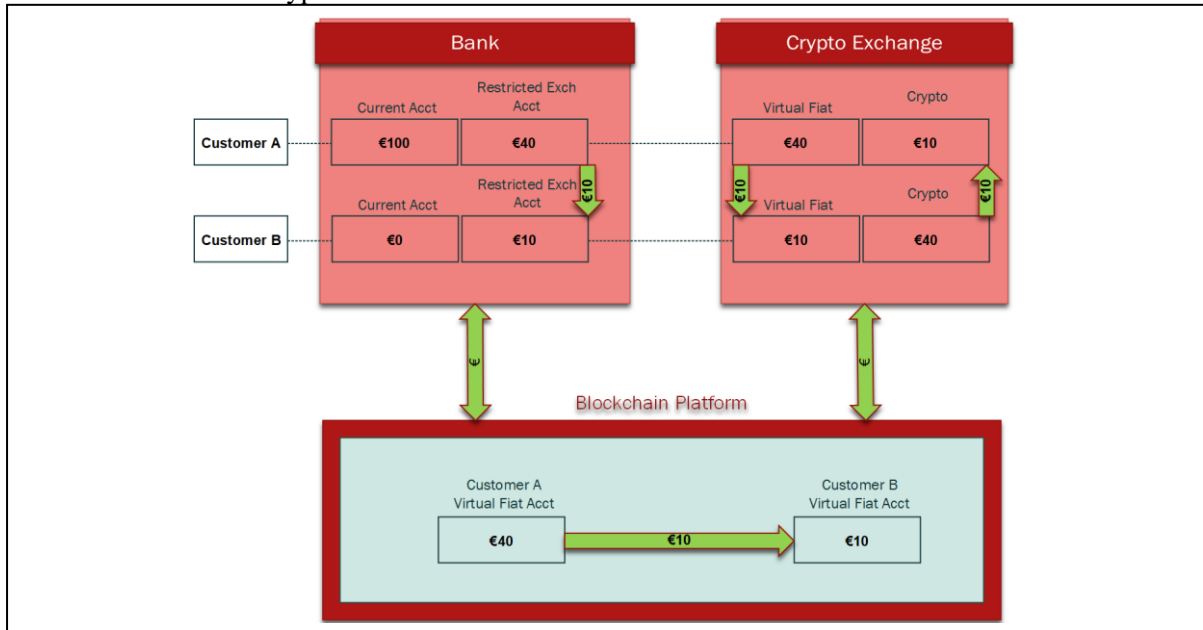 Bank
Crypto Exchange
Current Acct
Restricted Exch
Acct
Virtual Fiat
Crypto
Customer A
€100
€40
€40
€10
€10
€10
€10
Current Acct
Restricted Exch
Acct
Virtual Fiat
Crypto
Customer B
€0
€10
€10
€40
€
€
Blockchain Platform
Customer A
Virtual Fiat Acct
Customer B
Virtual Fiat Acct
€40
€10
€10